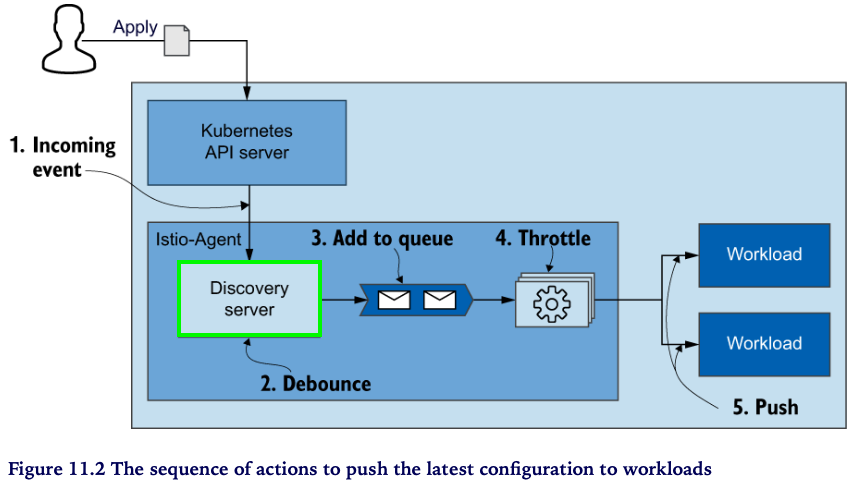 Apply
Kubernetes
API server
1. Incoming
event
Istio-Agent
3. Add to queue
4. Throttle
Discovery
server
Workload
Workload
2. Debounce
5. Push
Figure 11.2 The sequence of actions to push the latest configuration to workloads